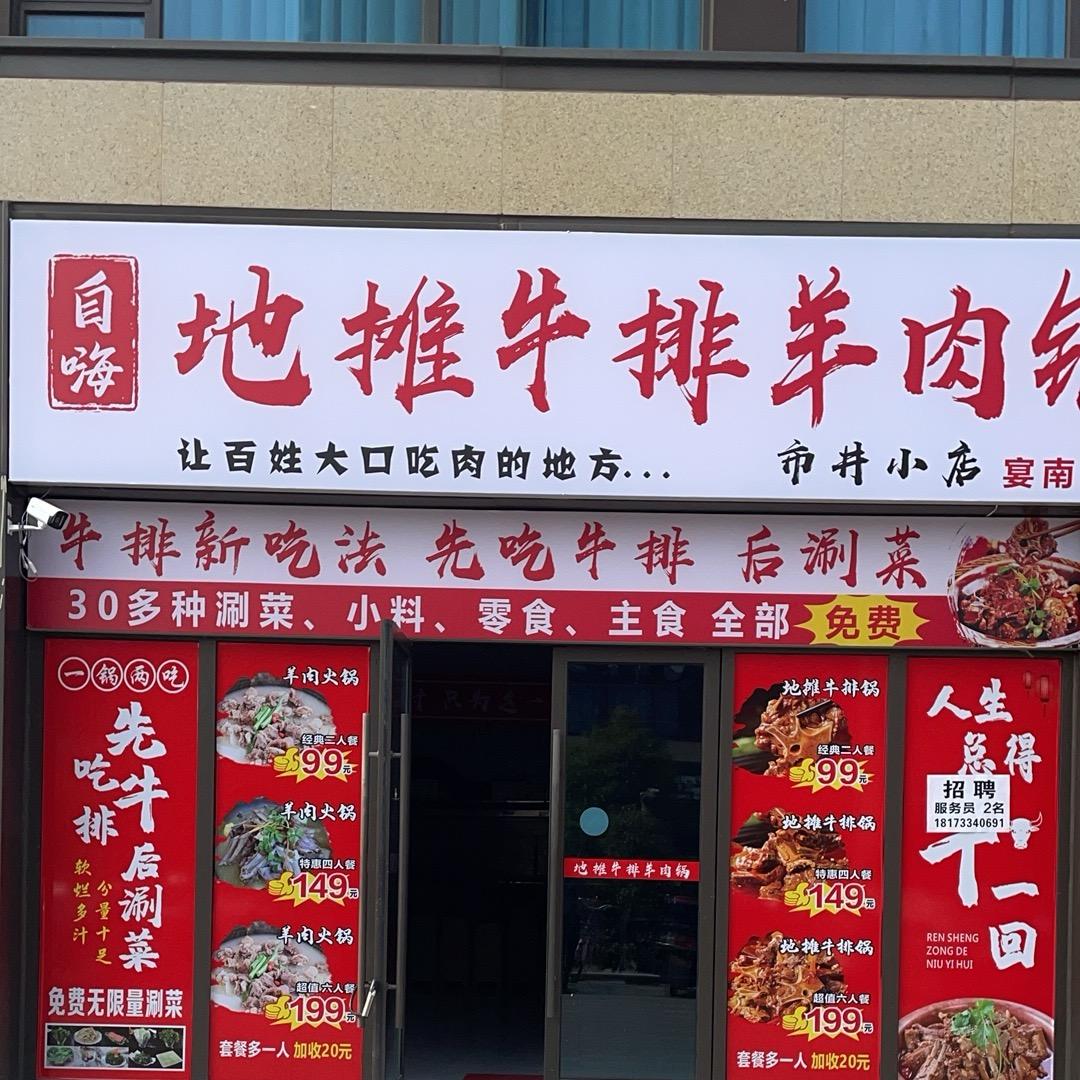 自嗨
地摊牛排羊肉锅
让百姓大口吃肉的地方...
市井小店
宴南
牛排新吃法 先吃牛排 后涮菜
30多种涮菜、小料、零食、主食 全部免费
一锅两吃
先吃牛排后涮菜
软烂多汁
分量十足
免费无限量涮菜
羊肉火锅
经典二人餐
99元
羊肉火锅
特惠四人餐
149元
羊肉火锅
超值六人餐
199元
套餐多一人 加收20元
地摊牛排羊肉锅
地摊牛排锅
经典二人餐
99元
地摊牛排锅
特惠四人餐
149元
地摊牛排锅
超值六人餐
199元
套餐多一人 加收20元
人生
总得
招聘
服务员 2名
18173340691
一回
REN SHENG
ZONG DE
NIU YI HUI